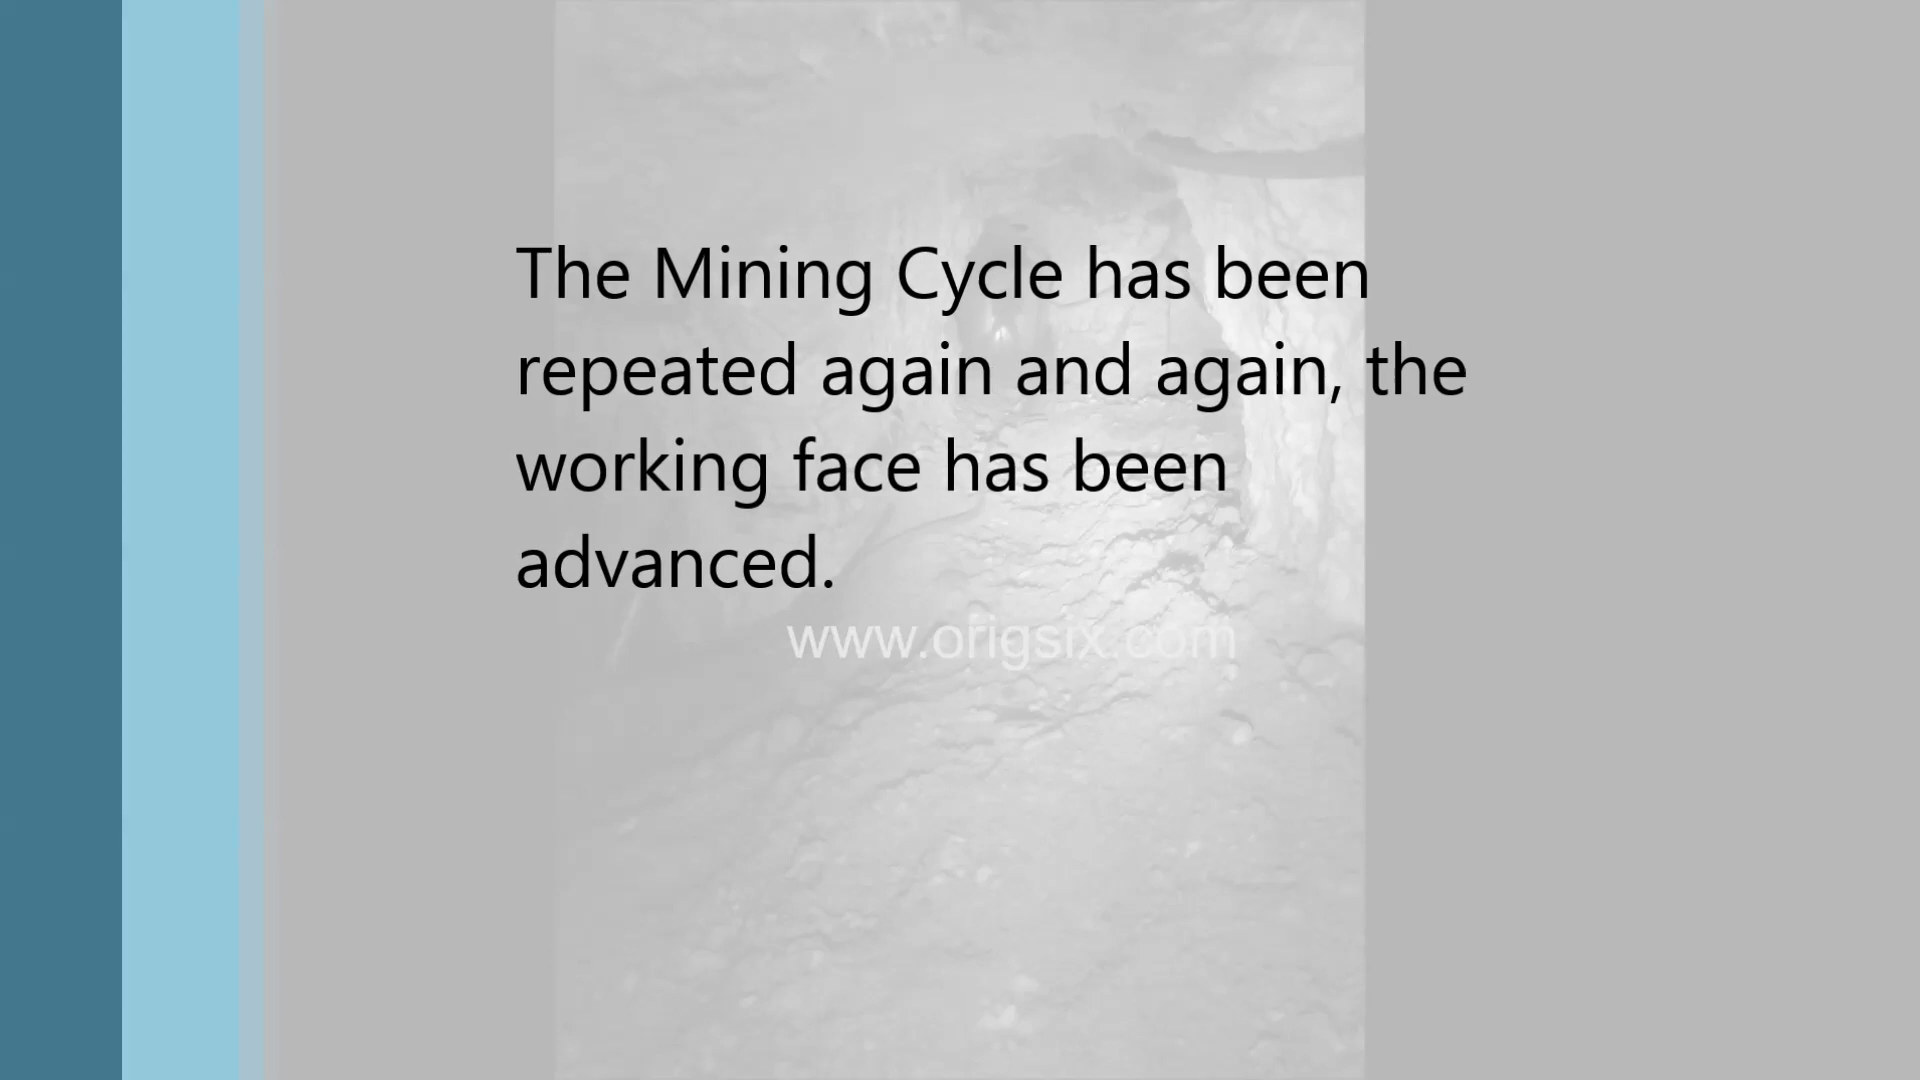 The Mining Cycle has been
repeated again and again, the
working face has been
advanced.
www.origsix.com